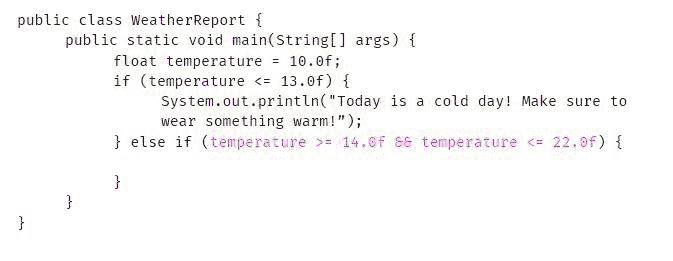 public class WeatherReport {
public static void main(String[] args) {
float temperature = 10.0f;
if (temperature <= 13.0f) {
System.out.println("Today is a cold day! Make sure to
wear something warm!”);
} else if (temperature >= 14.0f && temperature <= 22.0f) {
}
}
}